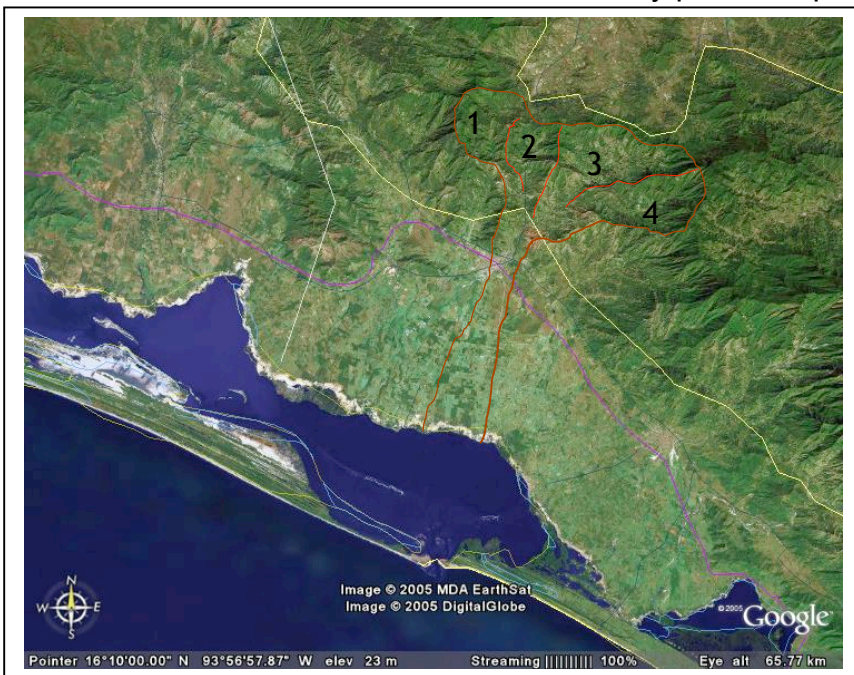 1
2
3
4
N
W E
S
Image © 2005 MDA EarthSat
Image © 2005 DigitalGlobe
© 2005 Google
Pointer 16°10'00.00" N 93°56'57.87" W elev 23 m Streaming |||||||||| 100% Eye alt 65.77 km